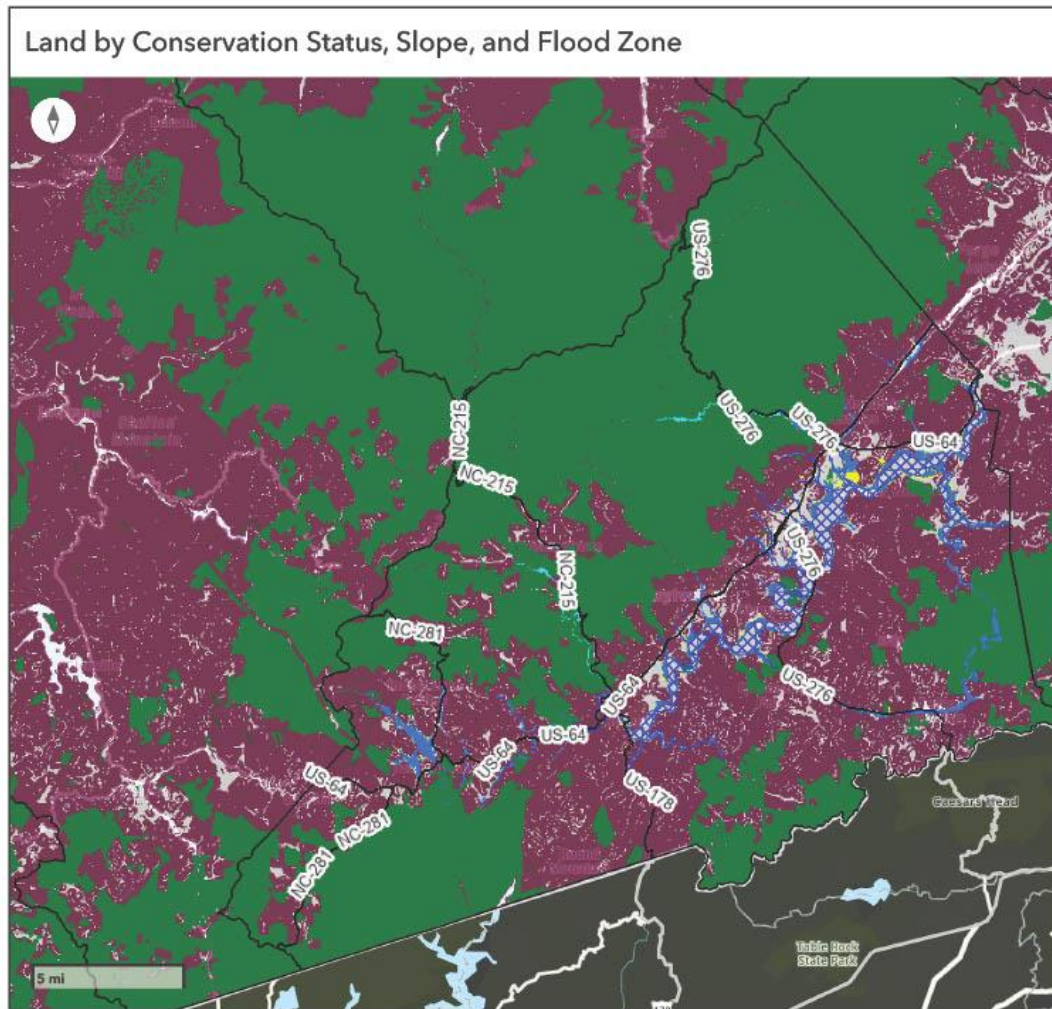 Land by Conservation Status, Slope, and Flood Zone
US-276
US-276
US-276
US-64
NC-215
NC-215
US-276
NC-215
NC-281
US-64
US-276
US-64
US-64
US-64
US-178
NC-281
NC-281
Caesars Head
Table Rock
State Park
5 mi